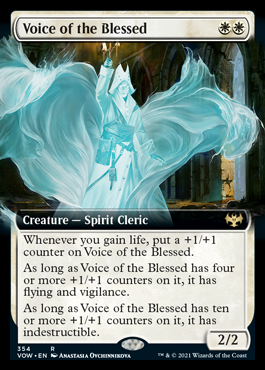 Voice of the Blessed
Creature — Spirit Cleric
Whenever you gain life, put a +1/+1
counter on Voice of the Blessed.
As long as Voice of the Blessed has four
or more +1/+1 counters on it, it has
flying and vigilance.
As long as Voice of the Blessed has ten
or more +1/+1 counters on it, it has
indestructible.
2/2
354 R
VOW • EN Anastasia Ovchinnikova
™ & © 2021 Wizards of the Coast